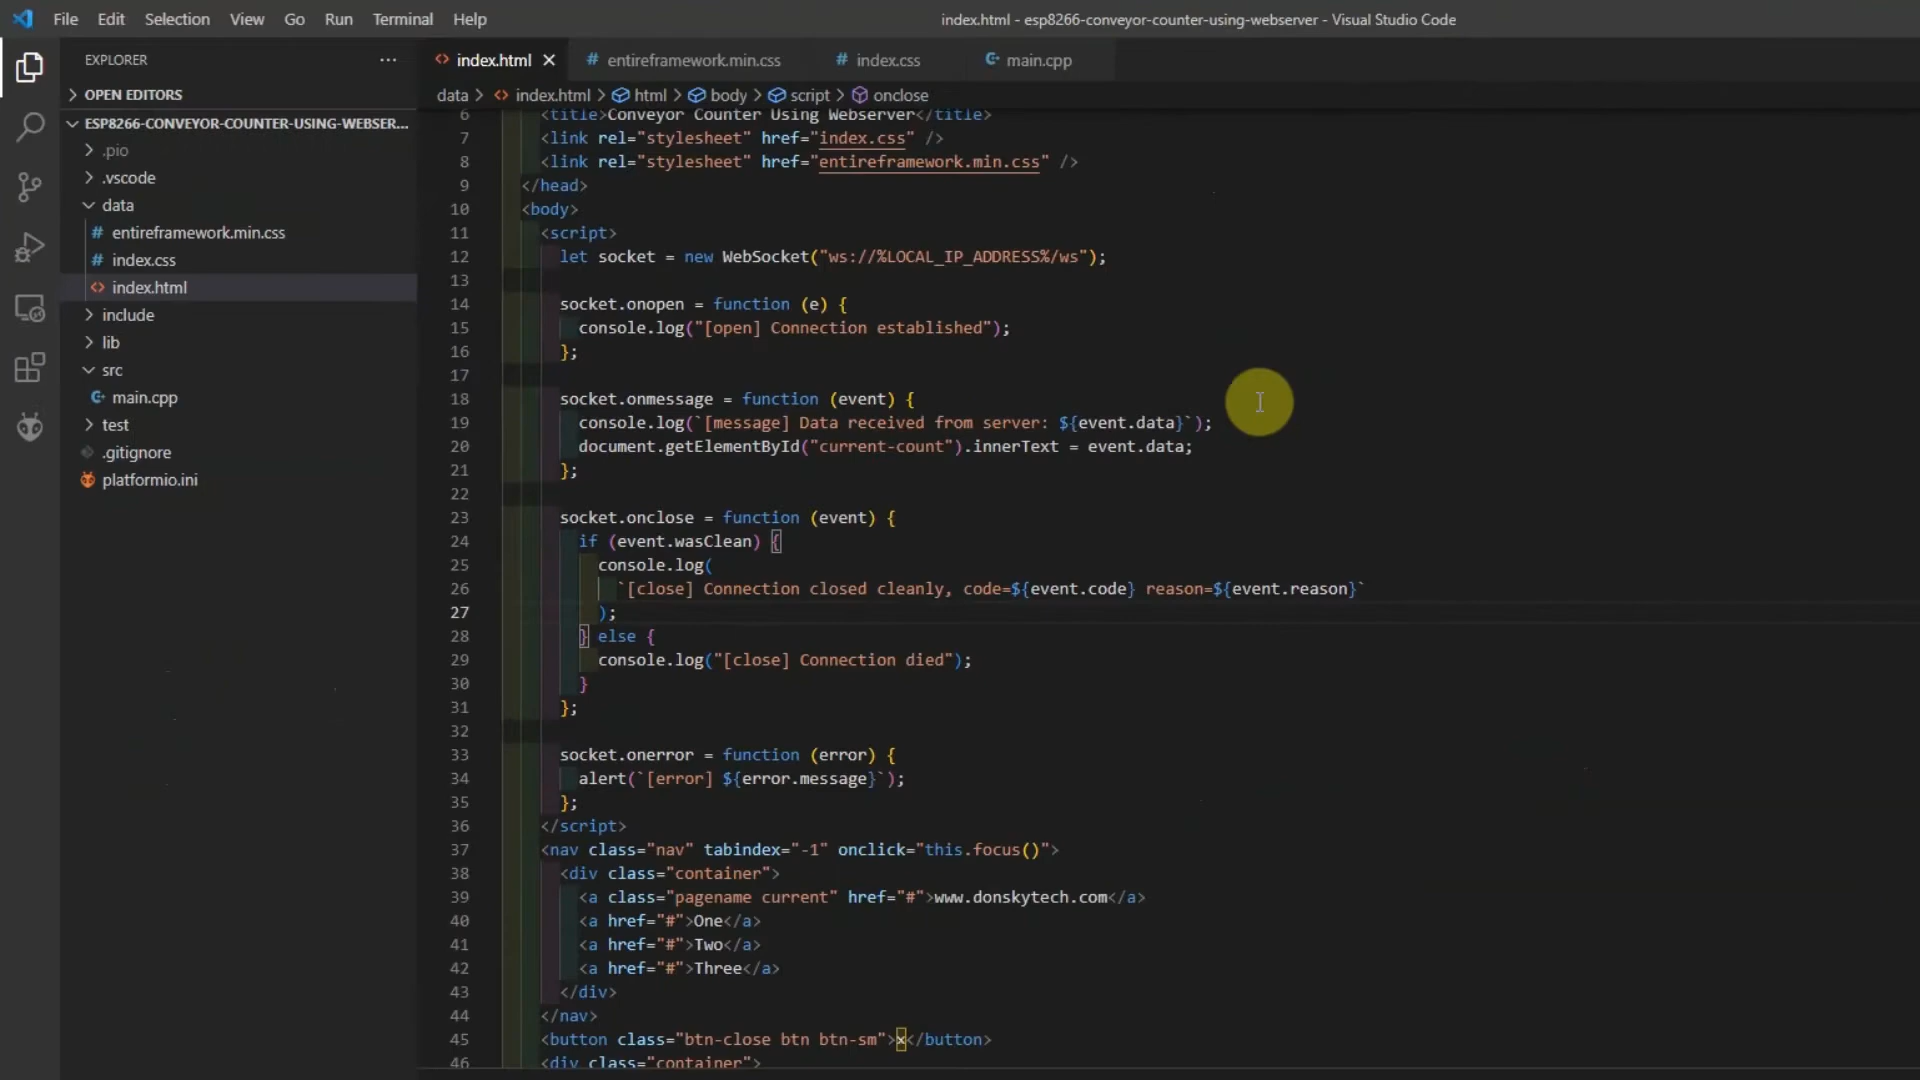 File Edit Selection View Go Run Terminal Help
index.html - esp8266-conveyor-counter-using-webserver - Visual Studio Code
EXPLORER ...
OPEN EDITORS
ESP8266-CONVEYOR-COUNTER-USING-WEBSER...
.pio
.vscode
data
# entireframework.min.css
# index.css
<> index.html
include
lib
src
main.cpp
test
.gitignore
platformio.ini
<> index.html × # entireframework.min.css # index.css main.cpp
data > <> index.html > html > body > script > onclose
6 <title>Conveyor Counter Using Webserver</title>
7 <link rel="stylesheet" href="index.css" />
8 <link rel="stylesheet" href="entireframework.min.css" />
9 </head>
10 <body>
11 <script>
12 let socket = new WebSocket("ws://%LOCAL_IP_ADDRESS%/ws");
13
14 socket.onopen = function (e) {
15 console.log("[open] Connection established");
16 };
17
18 socket.onmessage = function (event) {
19 console.log(`[message] Data received from server: ${event.data}`);
20 document.getElementById("current-count").innerText = event.data;
21 };
22
23 socket.onclose = function (event) {
24 if (event.wasClean) {
25 console.log(
26 `[close] Connection closed cleanly, code=${event.code} reason=${event.reason}`
27 );
28 } else {
29 console.log("[close] Connection died");
30 }
31 };
32
33 socket.onerror = function (error) {
34 alert(`[error] ${error.message}`);
35 };
36 </script>
37 <nav class="nav" tabindex="-1" onclick="this.focus()">
38 <div class="container">
39 <a class="pagename current" href="#">www.donskytech.com</a>
40 <a href="#">One</a>
41 <a href="#">Two</a>
42 <a href="#">Three</a>
43 </div>
44 </nav>
45 <button class="btn-close btn btn-sm">×</button>
46 <div class="container">